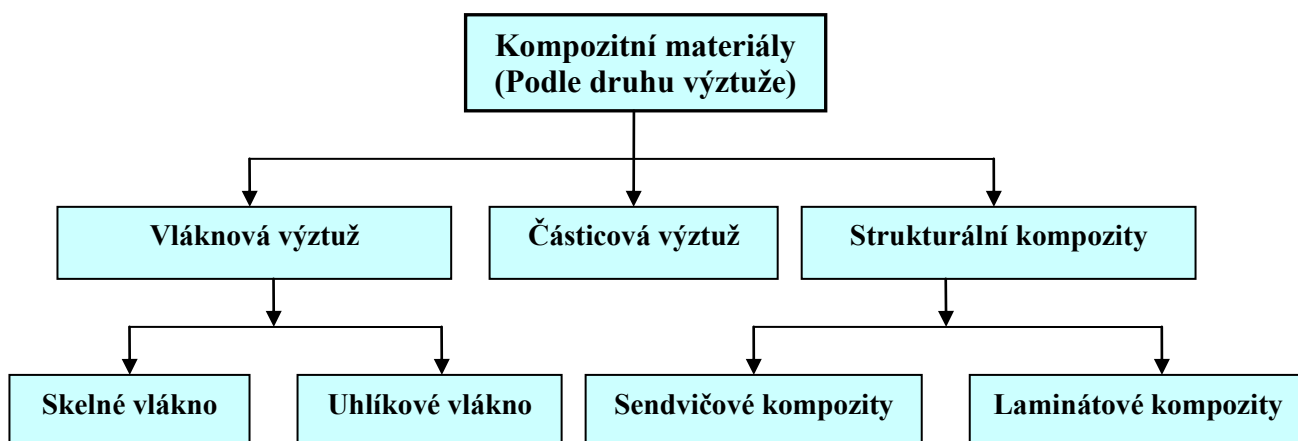 Kompozitní materiály
(Podle druhu výztuže)
Vláknová výztuž
Částicová výztuž
Strukturální kompozity
Skelné vlákno
Uhlíkové vlákno
Sendvičové kompozity
Laminátové kompozity